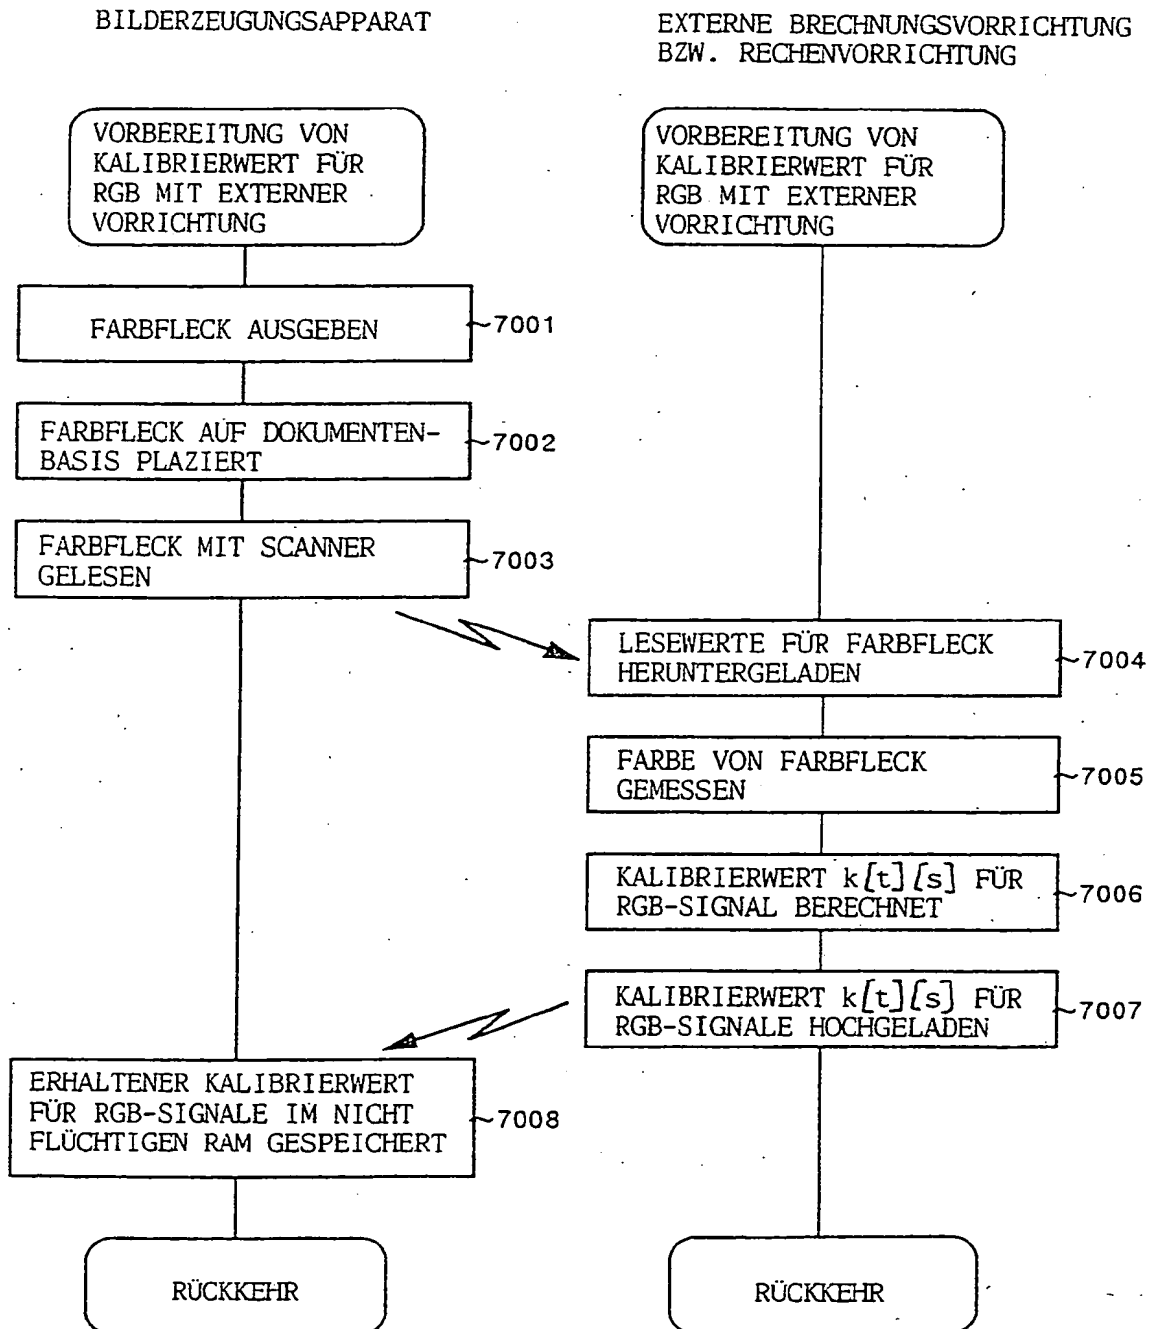 BILDERZEUGUNGSAPPARAT
EXTERNE BRECHNUNGSVORRICHTUNG
BZW. RECHENVORRICHTUNG
VORBEREITUNG VON
KALIBRIERWERT FÜR
RGB MIT EXTERNER
VORRICHTUNG
VORBEREITUNG VON
KALIBRIERWERT FÜR
RGB MIT EXTERNER
VORRICHTUNG
FARBFLECK AUSGEBEN
7001
FARBFLECK AUF DOKUMENTEN-
BASIS PLAZIERT
7002
FARBFLECK MIT SCANNER
GELESEN
7003
LESEWERTE FÜR FARBFLECK
HERUNTERGELADEN
7004
FARBE VON FARBFLECK
GEMESSEN
7005
KALIBRIERWERT k[t][s] FÜR
RGB-SIGNAL BERECHNET
7006
KALIBRIERWERT k[t][s] FÜR
RGB-SIGNALE HOCHGELADEN
7007
ERHALTENER KALIBRIERWERT
FÜR RGB-SIGNALE IM NICHT
FLÜCHTIGEN RAM GESPEICHERT
7008
RÜCKKEHR
RÜCKKEHR